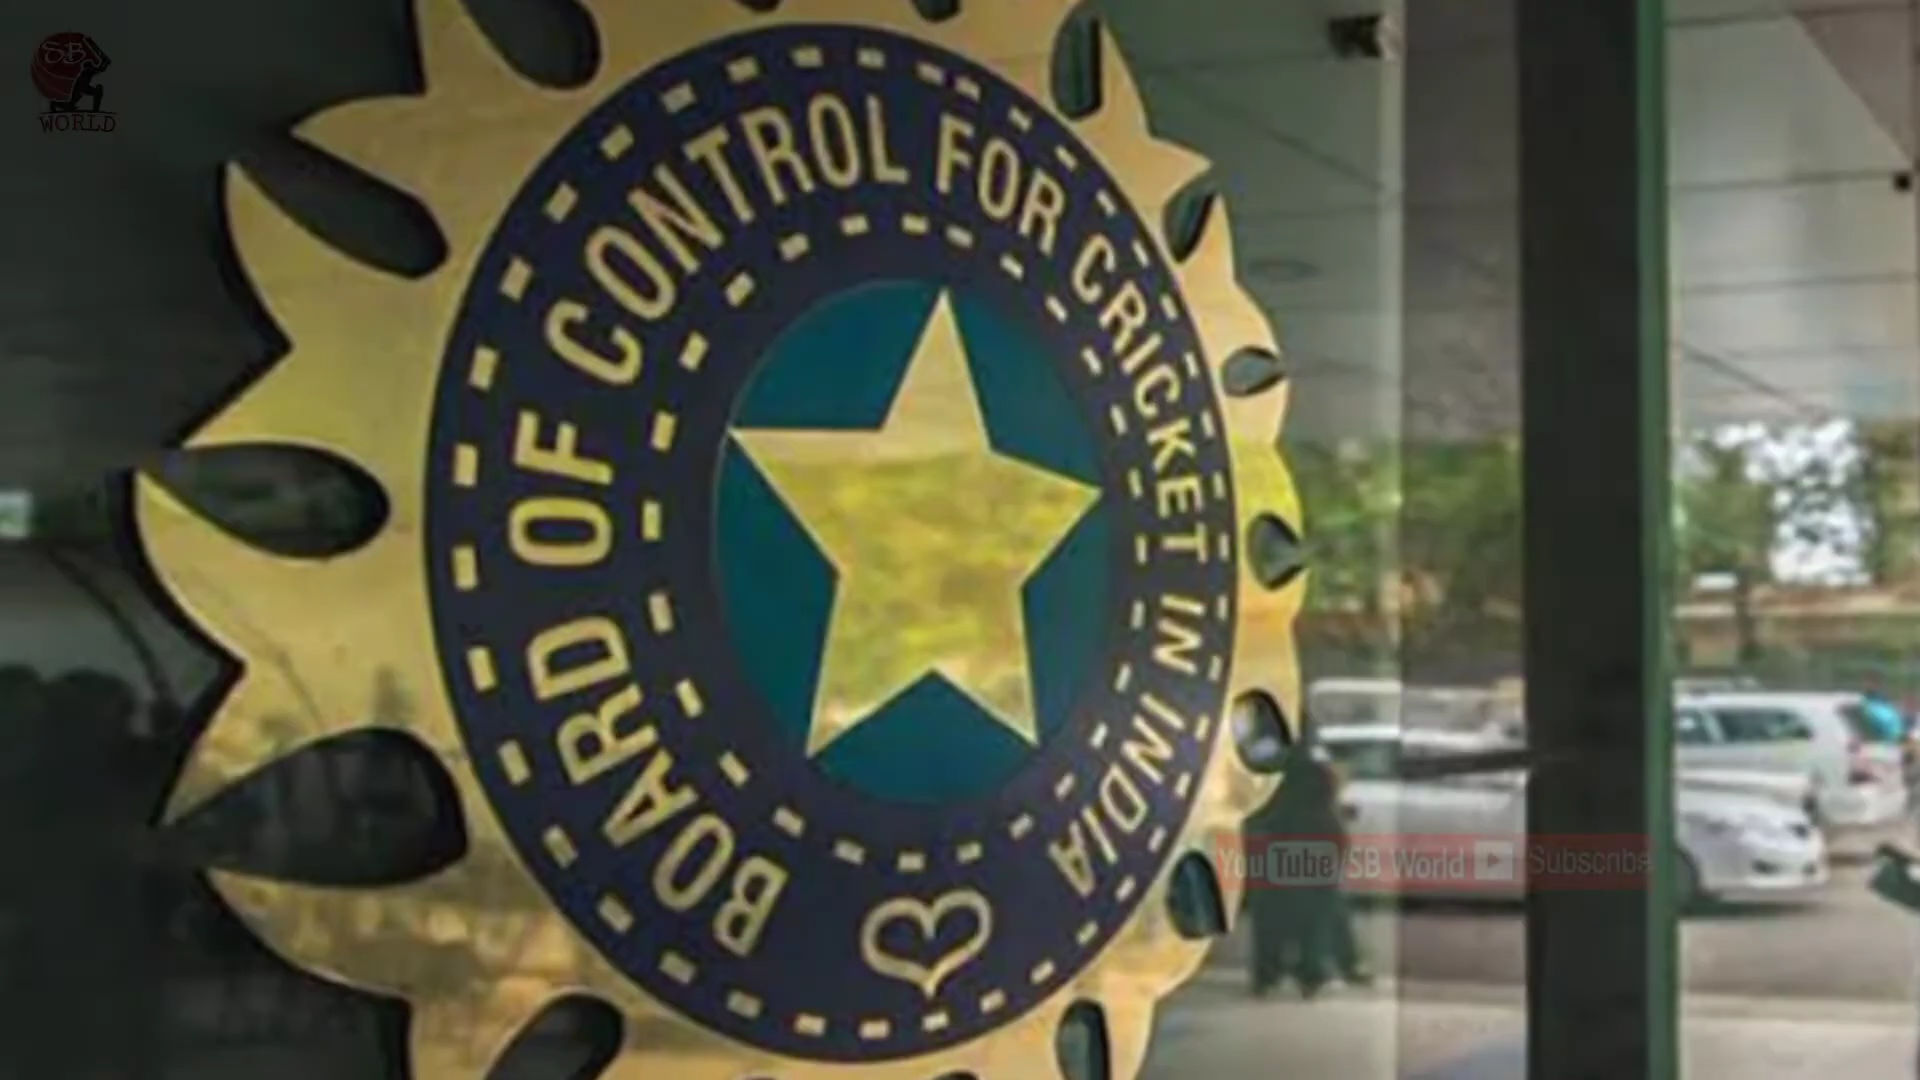 SB
WORLD
BOARD OF CONTROL FOR CRICKET IN INDIA
YouTube/SB World Subscribe